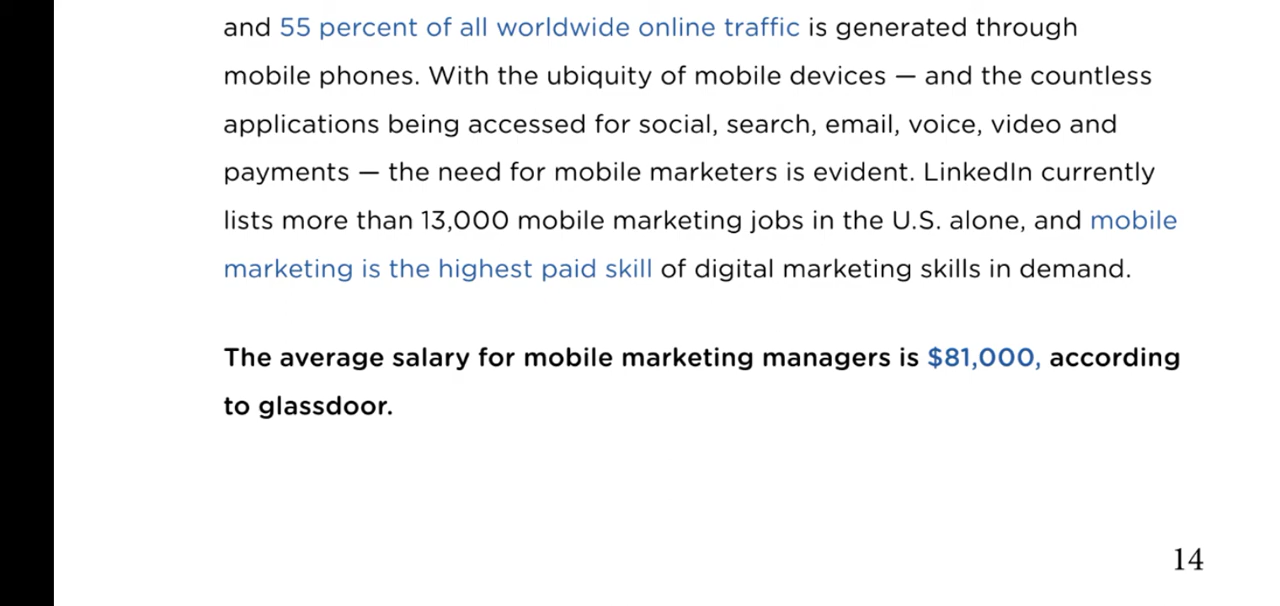 and 55 percent of all worldwide online traffic is generated through
mobile phones. With the ubiquity of mobile devices — and the countless
applications being accessed for social, search, email, voice, video and
payments — the need for mobile marketers is evident. LinkedIn currently
lists more than 13,000 mobile marketing jobs in the U.S. alone, and mobile
marketing is the highest paid skill of digital marketing skills in demand.
The average salary for mobile marketing managers is $81,000, according
to glassdoor.
14